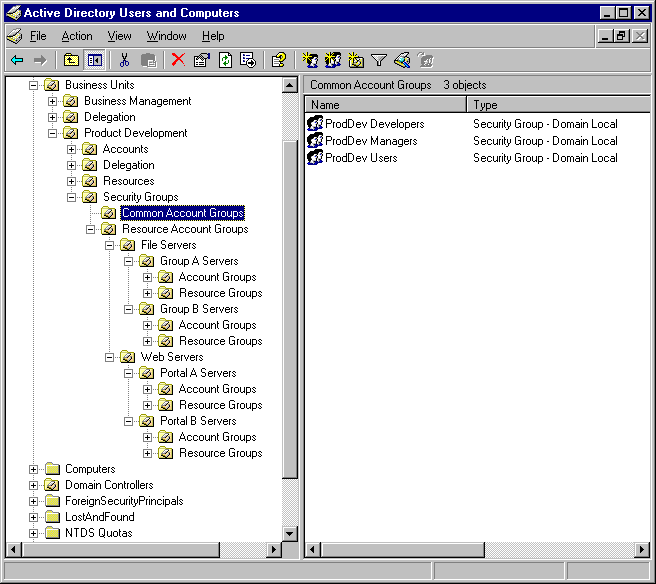 Active Directory Users and Computers
File Action View Window Help
Common Account Groups 3 objects
Name Type
ProdDev Developers Security Group - Domain Local
ProdDev Managers Security Group - Domain Local
ProdDev Users Security Group - Domain Local
Business Units
Business Management
Delegation
Product Development
Accounts
Delegation
Resources
Security Groups
Common Account Groups
Resource Account Groups
File Servers
Group A Servers
Account Groups
Resource Groups
Group B Servers
Account Groups
Resource Groups
Web Servers
Portal A Servers
Account Groups
Resource Groups
Portal B Servers
Account Groups
Resource Groups
Computers
Domain Controllers
ForeignSecurityPrincipals
LostAndFound
NTDS Quotas